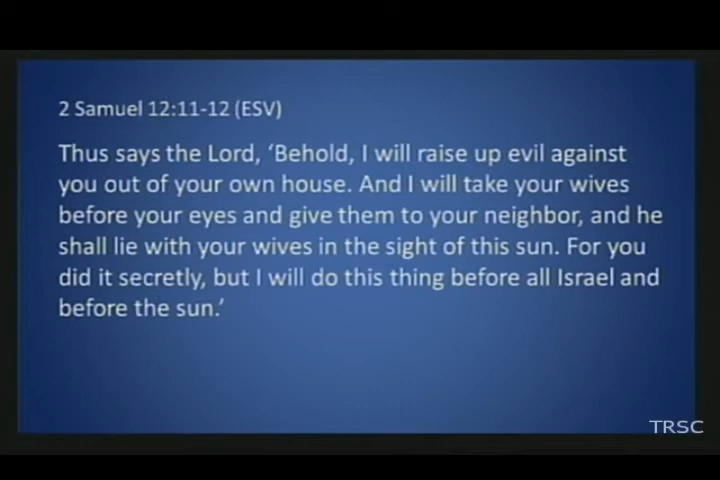 2 Samuel 12:11-12 (ESV)
Thus says the Lord, ‘Behold, I will raise up evil against
you out of your own house. And I will take your wives
before your eyes and give them to your neighbor, and he
shall lie with your wives in the sight of this sun. For you
did it secretly, but I will do this thing before all Israel and
before the sun.’
TRSC